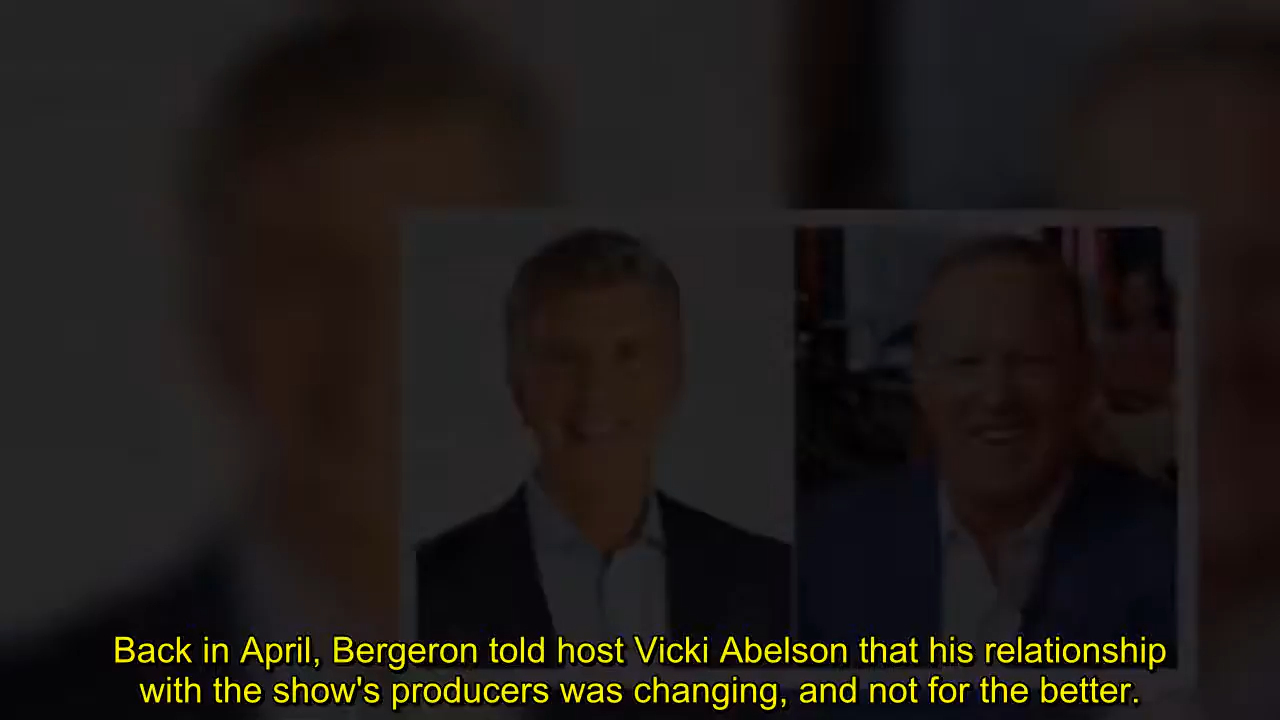 Back in April, Bergeron told host Vicki Abelson that his relationship
with the show's producers was changing, and not for the better.